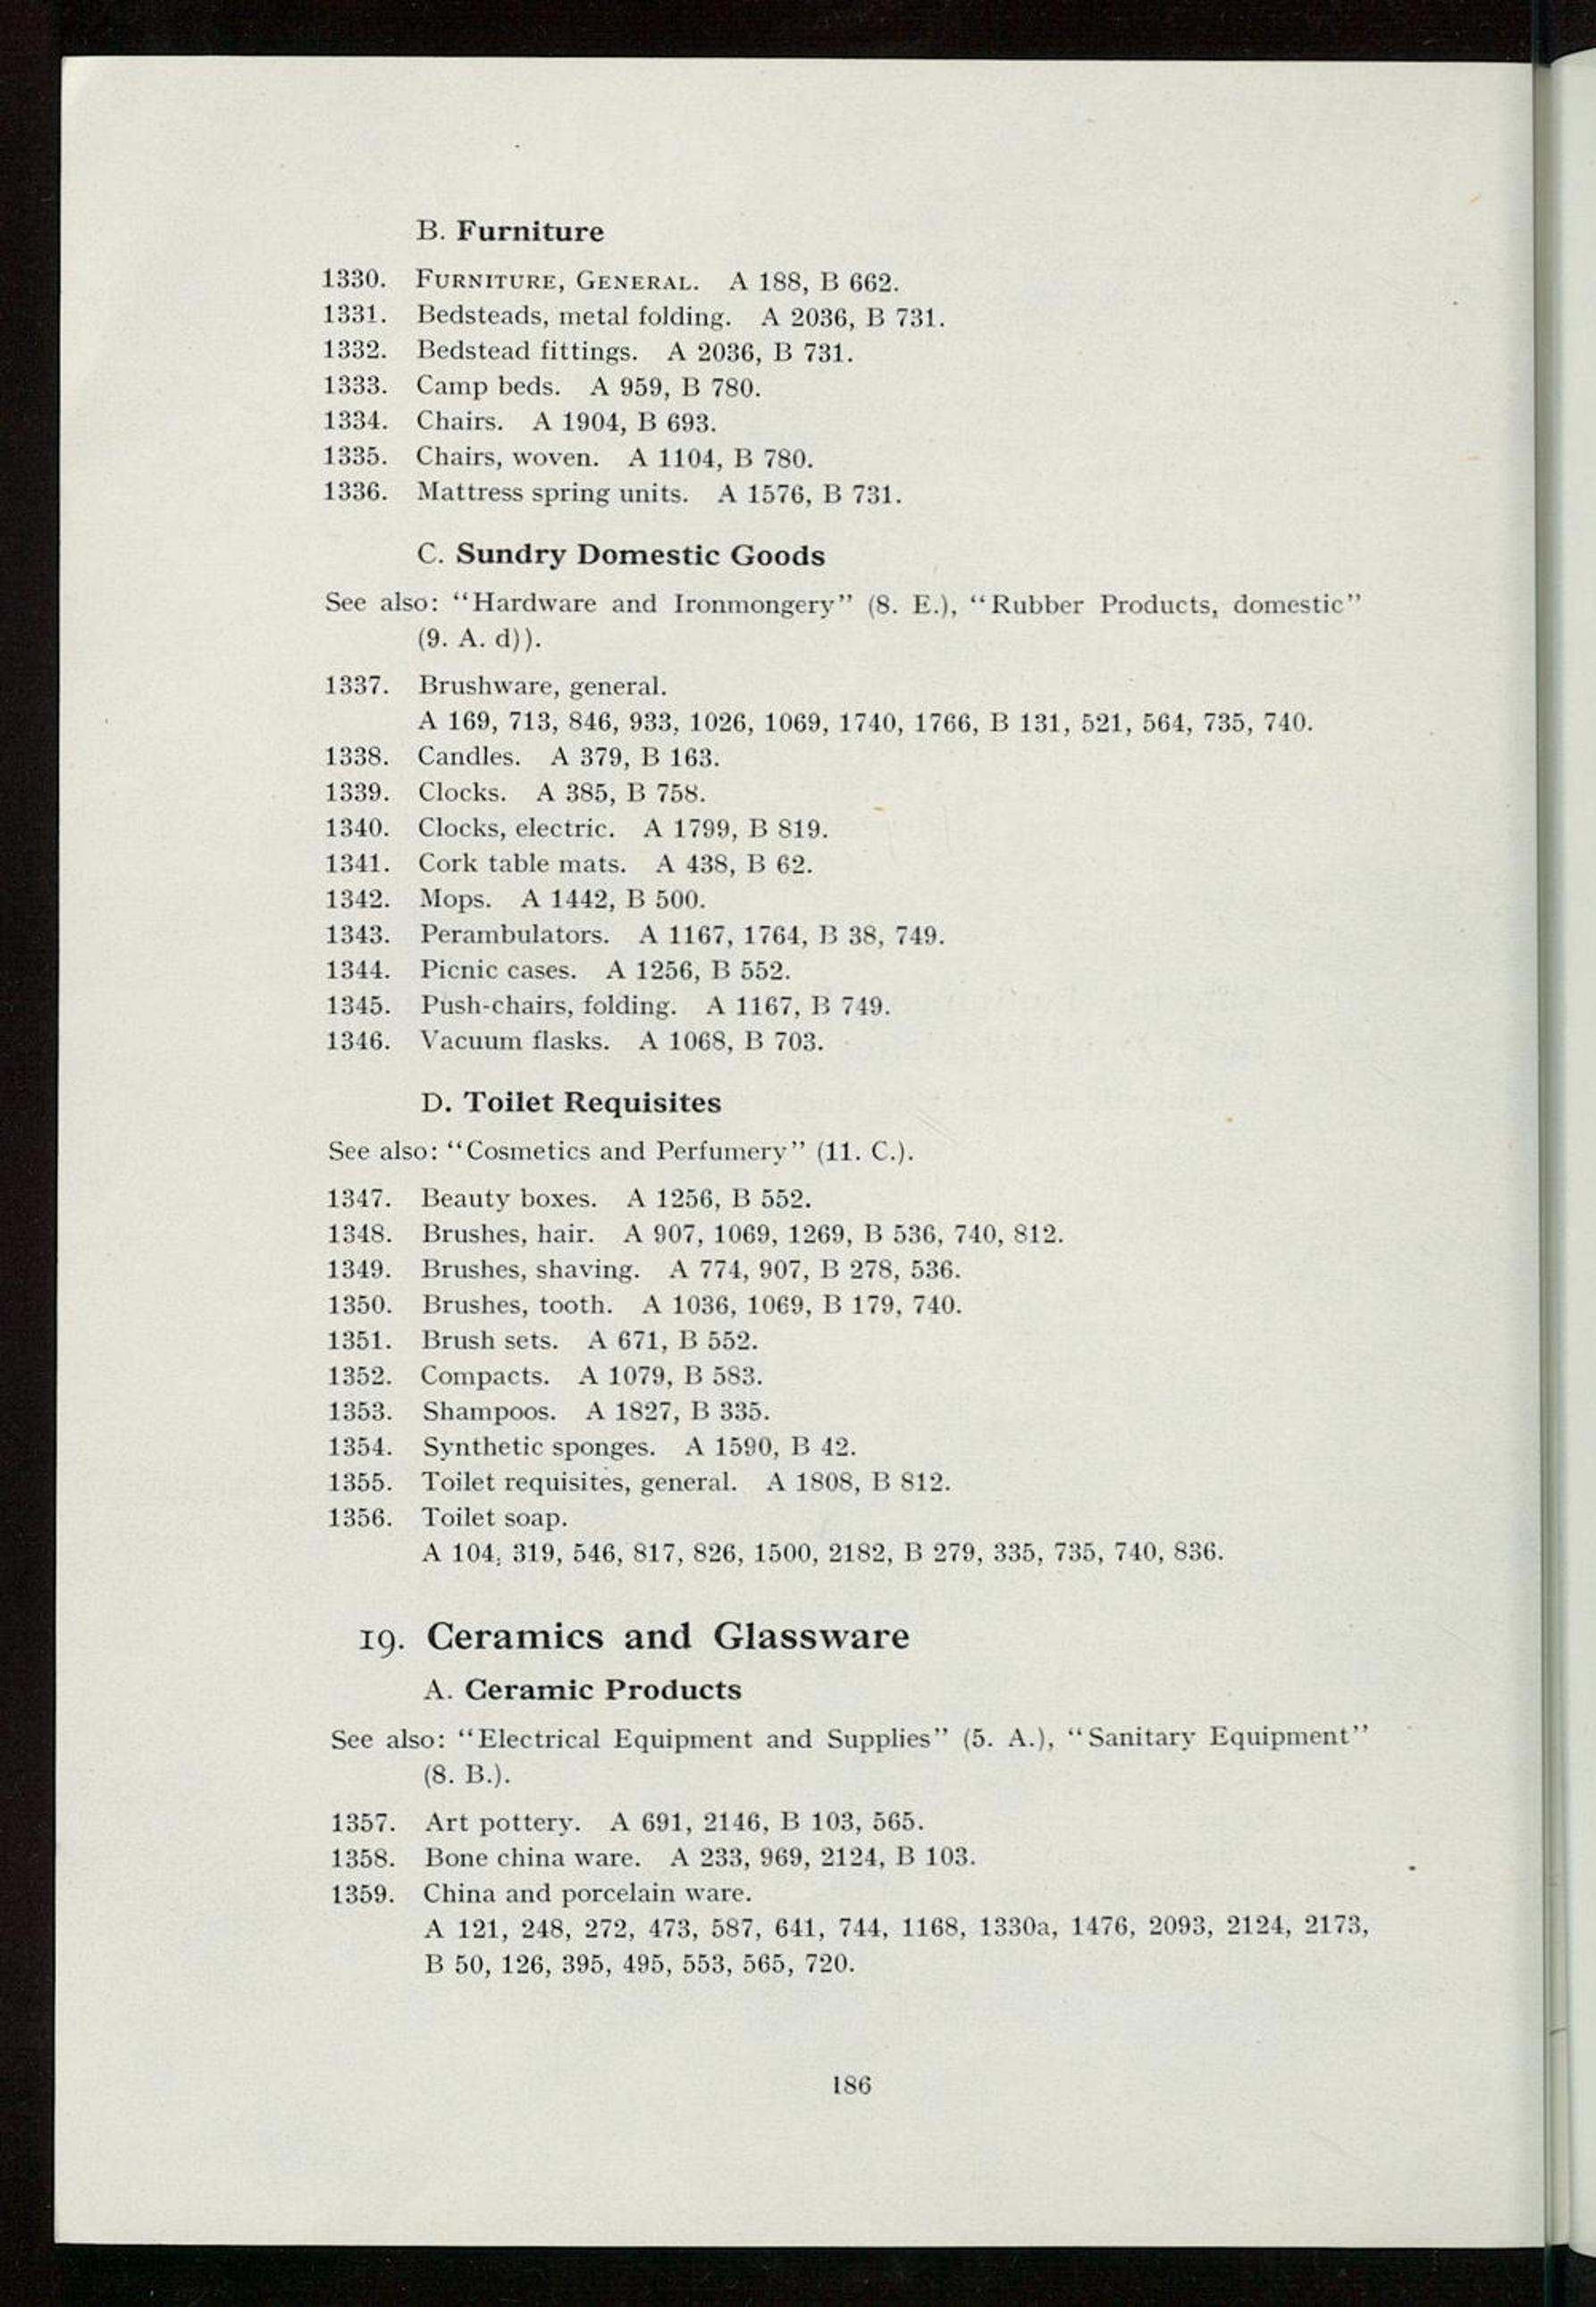 B. Furniture
1330. FURNITURE, GENERAL. A 188, B 662.
1331. Bedsteads, metal folding. A 2036, B 731.
1332. Bedstead fittings. A 2036, B 731.
1333. Camp beds. A 959, B 780.
1334. Chairs. A 1904, B 693.
1335. Chairs, woven. A 1104, B 780.
1336. Mattress spring units. A 1576, B 731.
C. Sundry Domestic Goods
See also: “Hardware and Ironmongery” (8. E.), “Rubber Products, domestic”
(9. A. d)).
1337. Brushware, general.
A 169, 713, 846, 933, 1026, 1069, 1740, 1766, B 131, 521, 564, 735, 740.
1338. Candles. A 379, B 163.
1339. Clocks. A 385, B 758.
1340. Clocks, electric. A 1799, B 819.
1341. Cork table mats. A 438, B 62.
1342. Mops. A 1442, B 500.
1343. Perambulators. A 1167, 1764, B 38, 749.
1344. Picnic cases. A 1256, B 552.
1345. Push-chairs, folding. A 1167, B 749.
1346. Vacuum flasks. A 1068, B 703.
D. Toilet Requisites
See also: “Cosmetics and Perfumery” (11. C.).
1347. Beauty boxes. A 1256, B 552.
1348. Brushes, hair. A 907, 1069, 1269, B 536, 740, 812.
1349. Brushes, shaving. A 774, 907, B 278, 536.
1350. Brushes, tooth. A 1036, 1069, B 179, 740.
1351. Brush sets. A 671, B 552.
1352. Compacts. A 1079, B 583.
1353. Shampoos. A 1827, B 335.
1354. Synthetic sponges. A 1590, B 42.
1355. Toilet requisites, general. A 1808, B 812.
1356. Toilet soap.
A 104, 319, 546, 817, 826, 1500, 2182, B 279, 335, 735, 740, 836.
19. Ceramics and Glassware
A. Ceramic Products
See also: “Electrical Equipment and Supplies” (5. A.), “Sanitary Equipment”
(8. B.).
1357. Art pottery. A 691, 2146, B 103, 565.
1358. Bone china ware. A 233, 969, 2124, B 103.
1359. China and porcelain ware.
A 121, 248, 272, 473, 587, 641, 744, 1168, 1330a, 1476, 2093, 2124, 2173,
B 50, 126, 395, 495, 553, 565, 720.
186